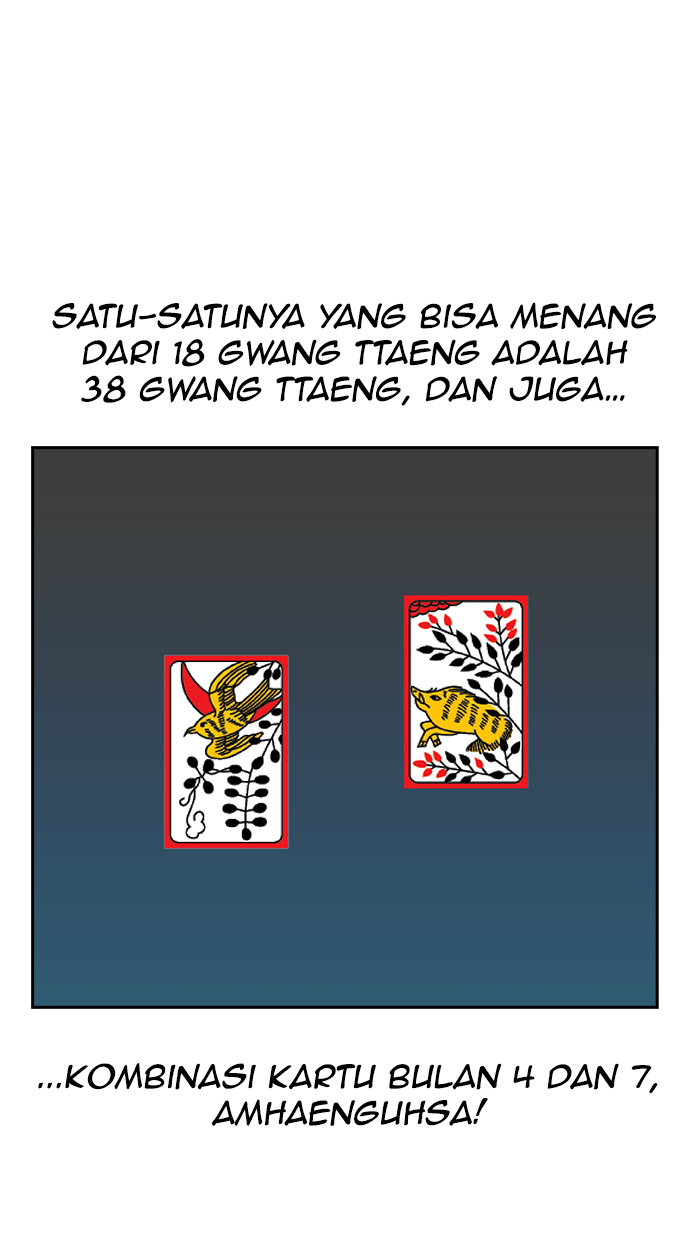 SATU-SATUNYA YANG BISA MENANG
DARI 18 GWANG TTAENG ADALAH
38 GWANG TTAENG, DAN JUGA...
...KOMBINASI KARTU BULAN 4 DAN 7,
AMHAENGUHSA!